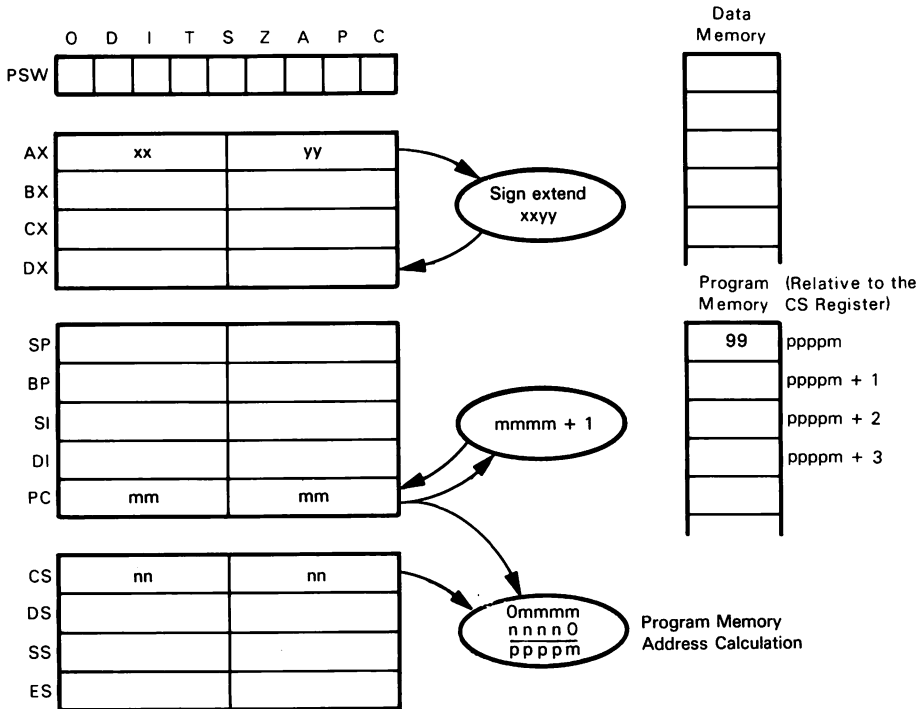 O D I T S Z A P C
PSW
AX xx yy
BX
CX
DX
Sign extend
xxyy
SP
BP
SI
DI
PC mm mm
mmmm + 1
CS nn nn
DS
SS
ES
0mmmm
nnnn0
ppppm
Program Memory
Address Calculation
Data
Memory
Program (Relative to the
Memory CS Register)
99 ppppm
ppppm + 1
ppppm + 2
ppppm + 3